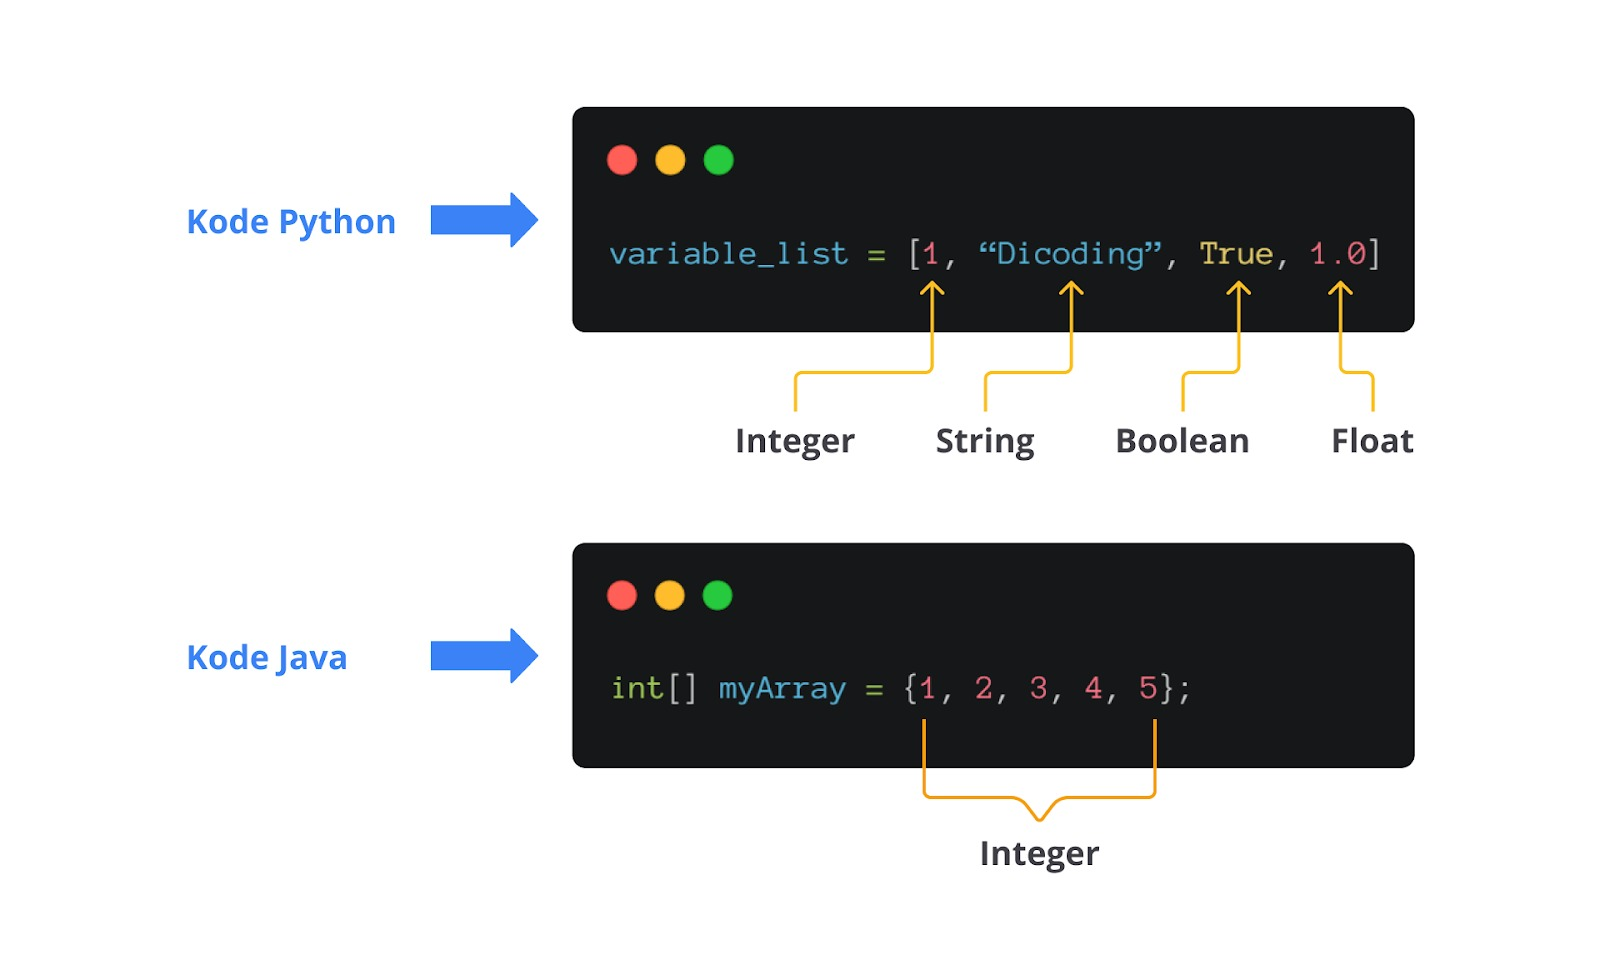 Kode Python
variable_list = [1, “Dicoding”, True, 1.0]
Integer String Boolean Float
Kode Java
int[] myArray = {1, 2, 3, 4, 5};
Integer